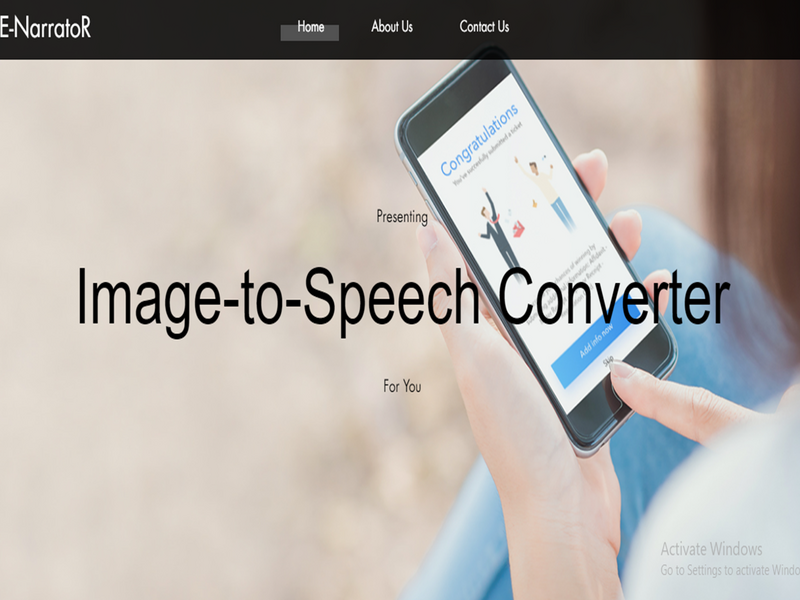 E-NarratoR
Home
About Us
Contact Us
Congratulations
You've successfully submitted a ticket
Presenting
Image-to-Speech Converter
For You
Add info now
Skip
Activate Windows
Go to Settings to activate Windo